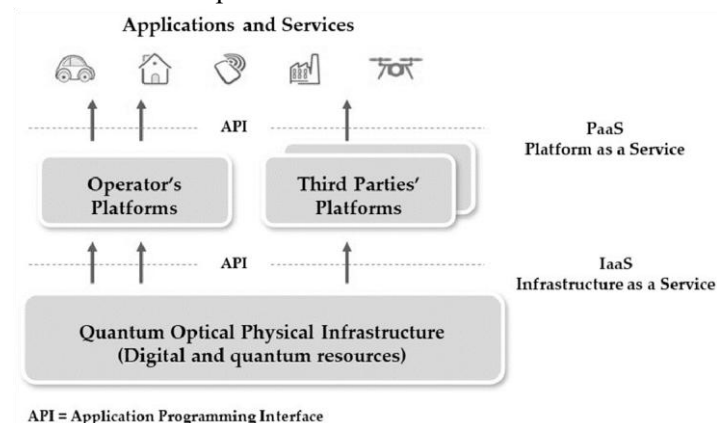 Applications and Services
API
PaaS
Platform as a Service
Operator's
Platforms
Third Parties'
Platforms
API
IaaS
Infrastructure as a Service
Quantum Optical Physical Infrastructure
(Digital and quantum resources)
API = Application Programming Interface